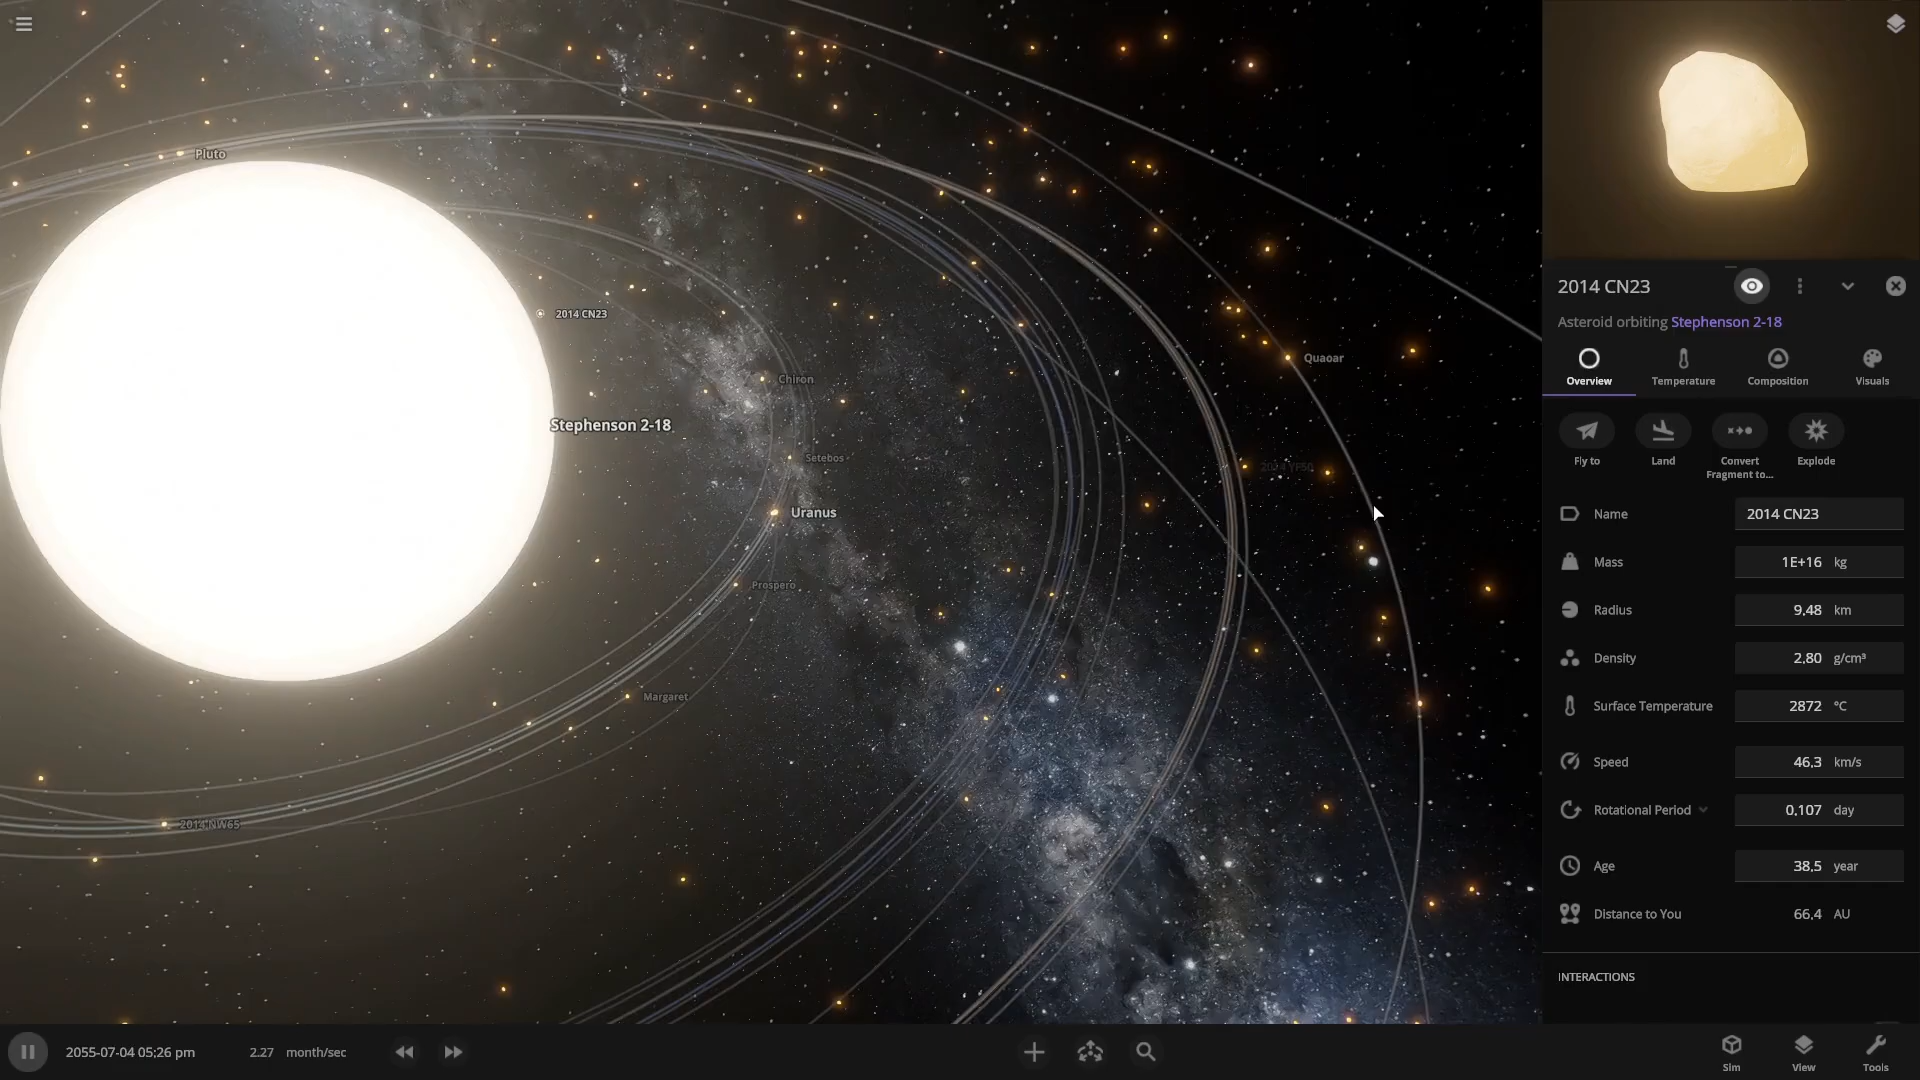 Pluto
2014 CN23
Chiron
Quaoar
Stephenson 2-18
Setebos
2014 YF50
Uranus
Prospero
Margaret
2014 NW65
2014 CN23
Asteroid orbiting Stephenson 2-18
Overview
Temperature
Composition
Visuals
Fly to
Land
Convert
Fragment to...
Explode
Name 2014 CN23
Mass 1E+16 kg
Radius 9.48 km
Density 2.80 g/cm³
Surface Temperature 2872 °C
Speed 46.3 km/s
Rotational Period 0.107 day
Age 38.5 year
Distance to You 66.4 AU
INTERACTIONS
2055-07-04 05:26 pm
2.27 month/sec
Sim
View
Tools